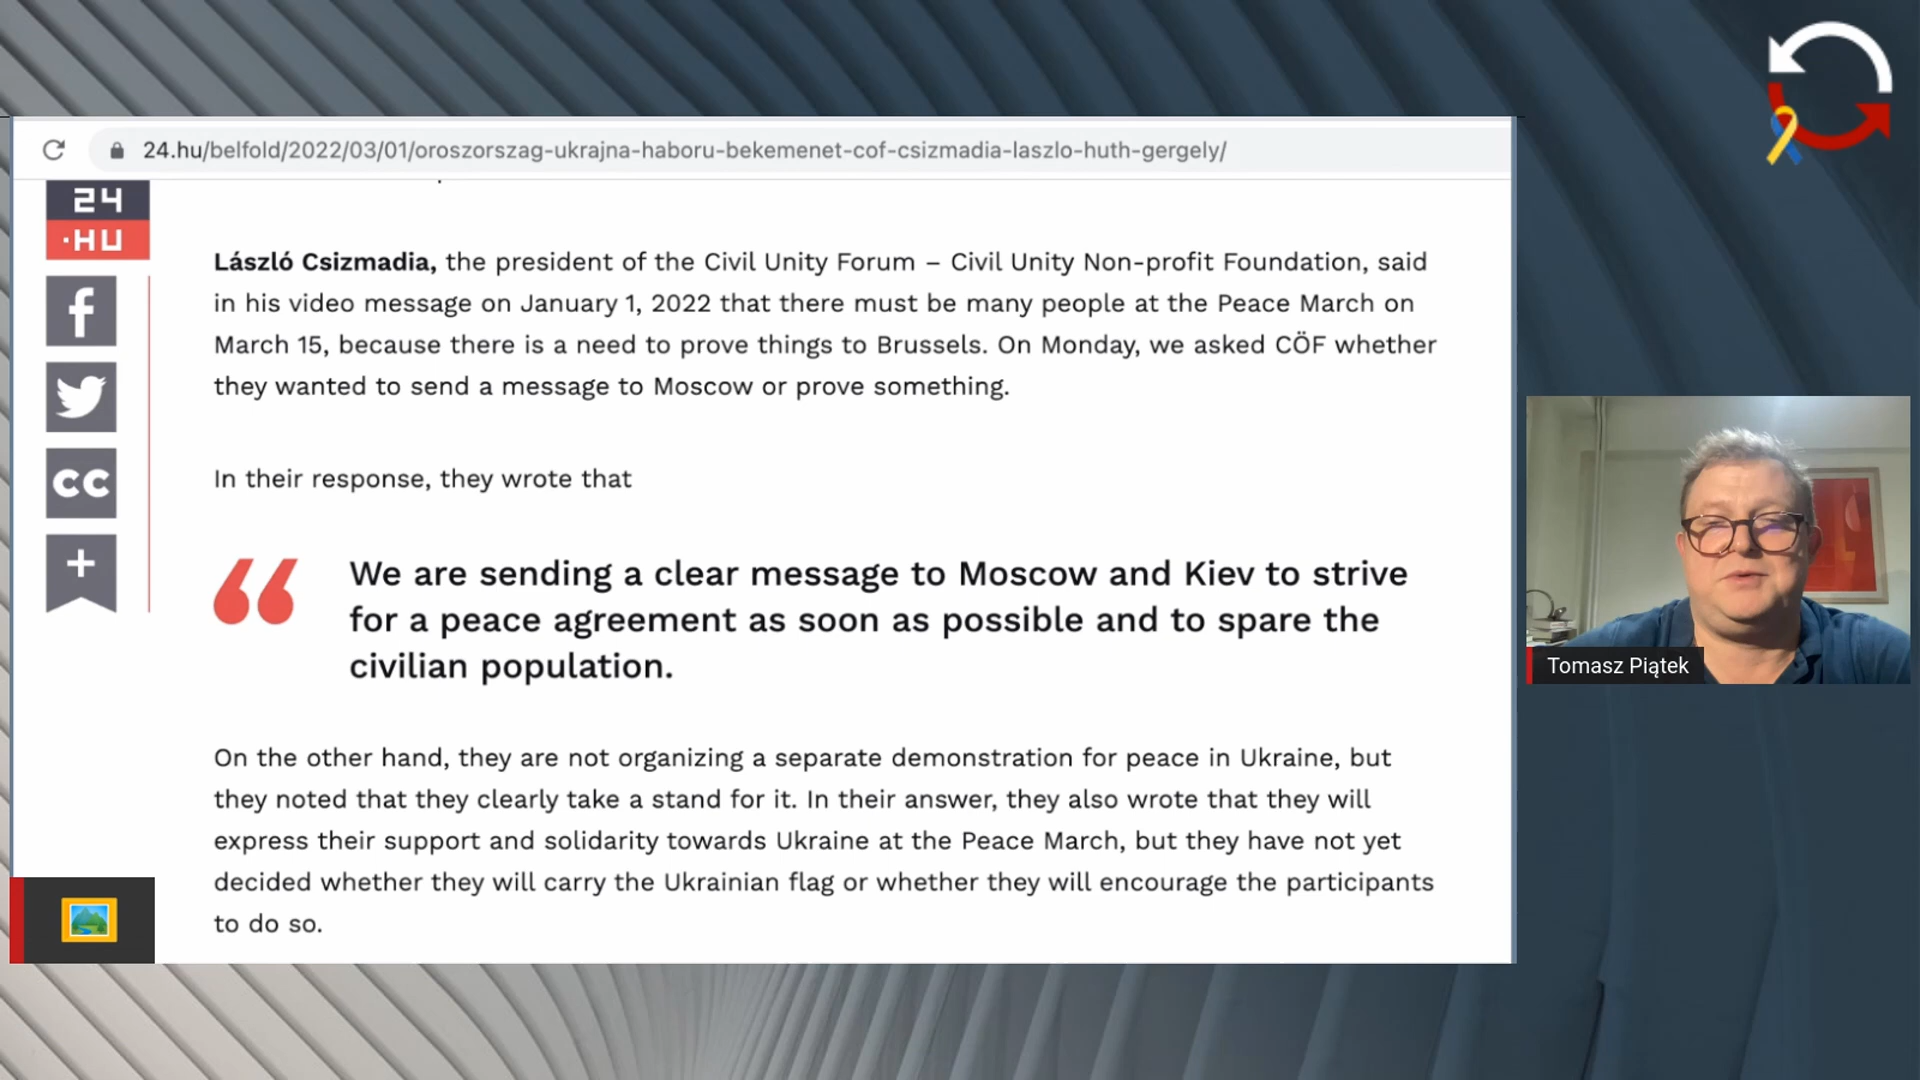 24.hu/belfold/2022/03/01/oroszorszag-ukrajna-haboru-bekemenet-cof-csizmadia-laszlo-huth-gergely/
24
.HU
László Csizmadia, the president of the Civil Unity Forum – Civil Unity Non-profit Foundation, said
in his video message on January 1, 2022 that there must be many people at the Peace March on
March 15, because there is a need to prove things to Brussels. On Monday, we asked CÖF whether
they wanted to send a message to Moscow or prove something.
In their response, they wrote that
“ We are sending a clear message to Moscow and Kiev to strive
for a peace agreement as soon as possible and to spare the
civilian population.
On the other hand, they are not organizing a separate demonstration for peace in Ukraine, but
they noted that they clearly take a stand for it. In their answer, they also wrote that they will
express their support and solidarity towards Ukraine at the Peace March, but they have not yet
decided whether they will carry the Ukrainian flag or whether they will encourage the participants
to do so.
f
CC
+
Tomasz Piątek